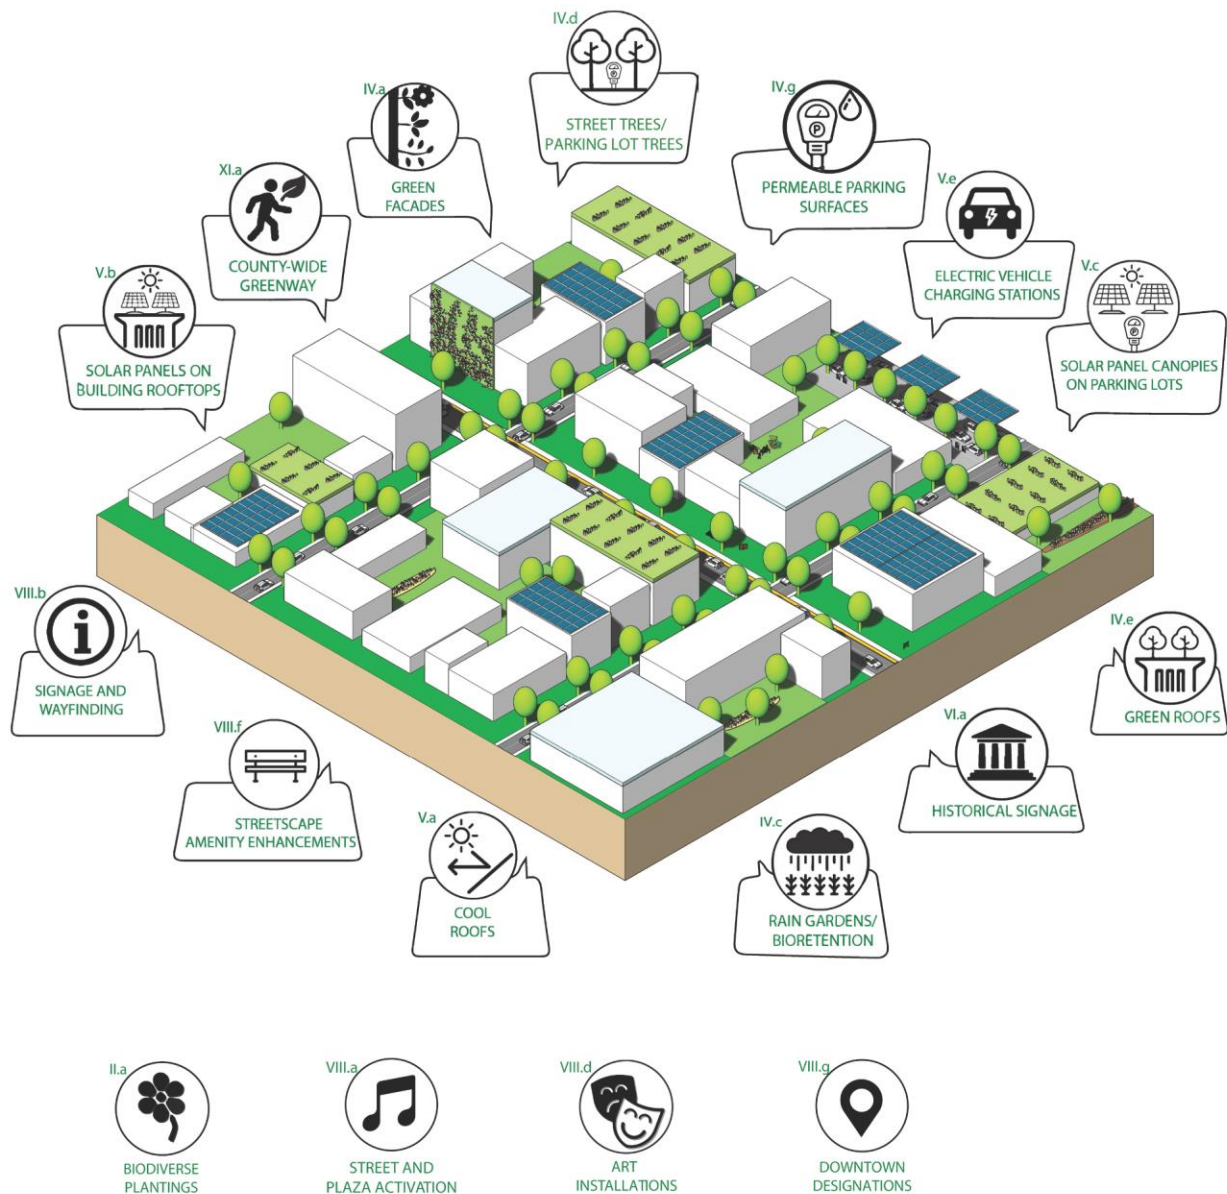 IV.d
STREET TREES/
PARKING LOT TREES
IV.a
GREEN
FACADES
IV.g
P
PERMEABLE PARKING
SURFACES
XI.a
COUNTY-WIDE
GREENWAY
V.e
ELECTRIC VEHICLE
CHARGING STATIONS
V.b
SOLAR PANELS ON
BUILDING ROOFTOPS
V.c
P
SOLAR PANEL CANOPIES
ON PARKING LOTS
VIII.b
i
SIGNAGE AND
WAYFINDING
IV.e
GREEN ROOFS
VIII.f
STREETSCAPE
AMENITY ENHANCEMENTS
VI.a
HISTORICAL SIGNAGE
V.a
COOL
ROOFS
IV.c
RAIN GARDENS/
BIORETENTION
II.a
BIODIVERSE
PLANTINGS
VIII.a
STREET AND
PLAZA ACTIVATION
VIII.d
ART
INSTALLATIONS
VIII.g
DOWNTOWN
DESIGNATIONS